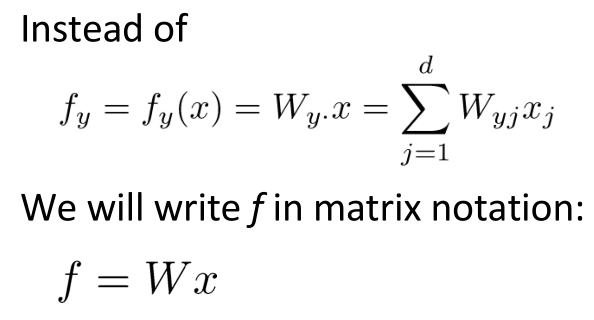 Instead of
f_y = f_y(x) = W_y.x = \sum_{j=1}^{d} W_{yj}x_j
We will write f in matrix notation:
f = Wx